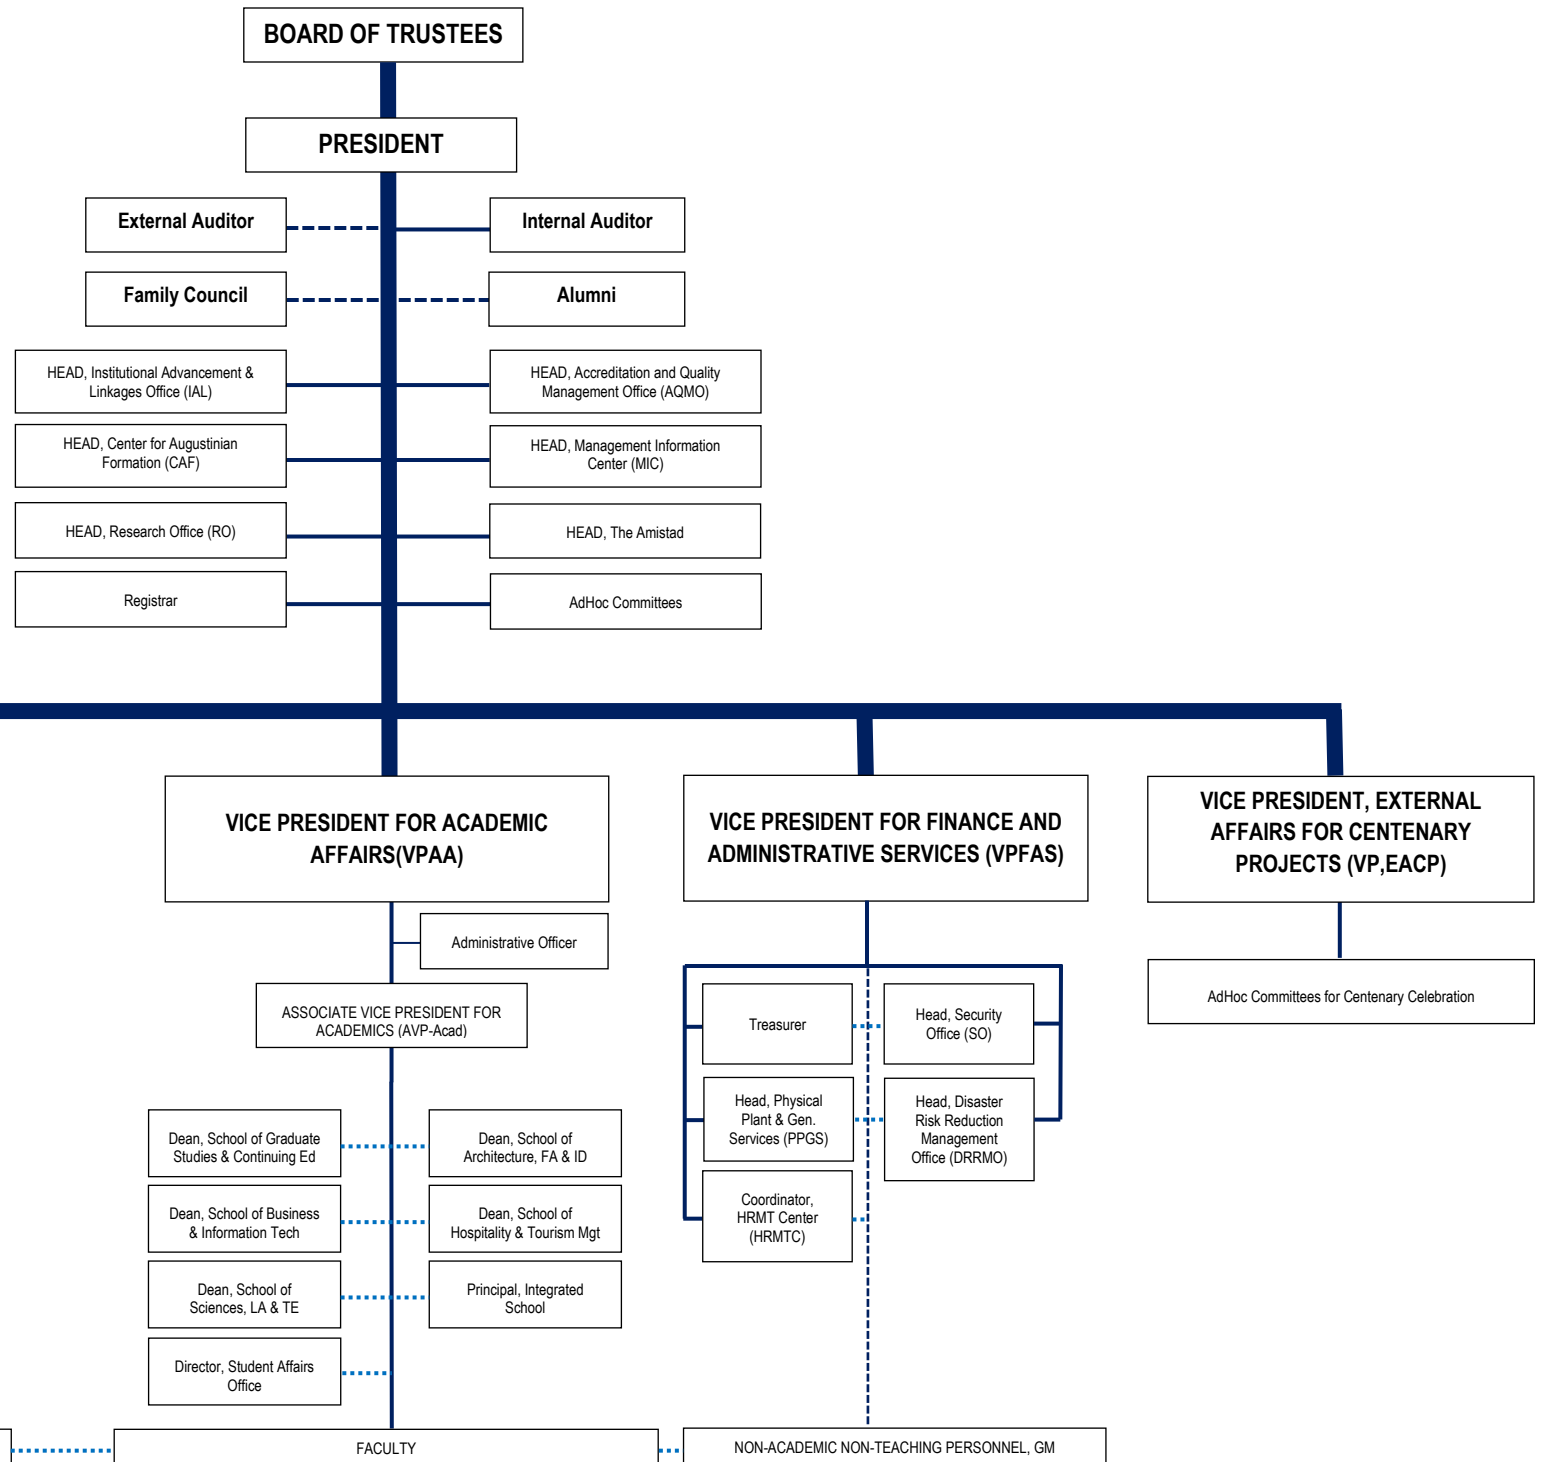 BOARD OF TRUSTEES
PRESIDENT
External Auditor
Internal Auditor
Family Council
Alumni
HEAD, Institutional Advancement &
Linkages Office (IAL)
HEAD, Accreditation and Quality
Management Office (AQMO)
HEAD, Center for Augustinian
Formation (CAF)
HEAD, Management Information
Center (MIC)
HEAD, Research Office (RO)
HEAD, The Amistad
Registrar
AdHoc Committees
VICE PRESIDENT FOR ACADEMIC
AFFAIRS(VPAA)
VICE PRESIDENT FOR FINANCE AND
ADMINISTRATIVE SERVICES (VPFAS)
VICE PRESIDENT, EXTERNAL
AFFAIRS FOR CENTENARY
PROJECTS (VP,EACP)
Administrative Officer
ASSOCIATE VICE PRESIDENT FOR
ACADEMICS (AVP-Acad)
Dean, School of Graduate
Studies & Continuing Ed
Dean, School of
Architecture, FA & ID
Dean, School of Business
& Information Tech
Dean, School of
Hospitality & Tourism Mgt
Dean, School of
Sciences, LA & TE
Principal, Integrated
School
Director, Student Affairs
Office
Treasurer
Head, Security
Office (SO)
Head, Physical
Plant & Gen.
Services (PPGS)
Head, Disaster
Risk Reduction
Management
Office (DRRMO)
Coordinator,
HRMT Center
(HRMTC)
AdHoc Committees for Centenary Celebration
FACULTY
NON-ACADEMIC NON-TEACHING PERSONNEL, GM